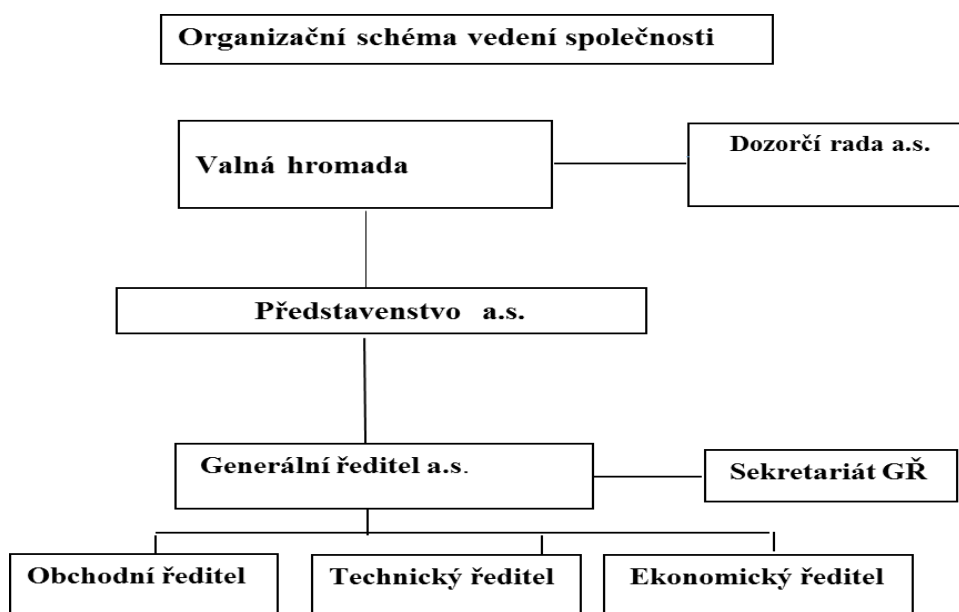 Organizační schéma vedení společnosti
Valná hromada
Dozorčí rada a.s.
Představenstvo a.s.
Generální ředitel a.s.
Sekretariát GŘ
Obchodní ředitel
Technický ředitel
Ekonomický ředitel